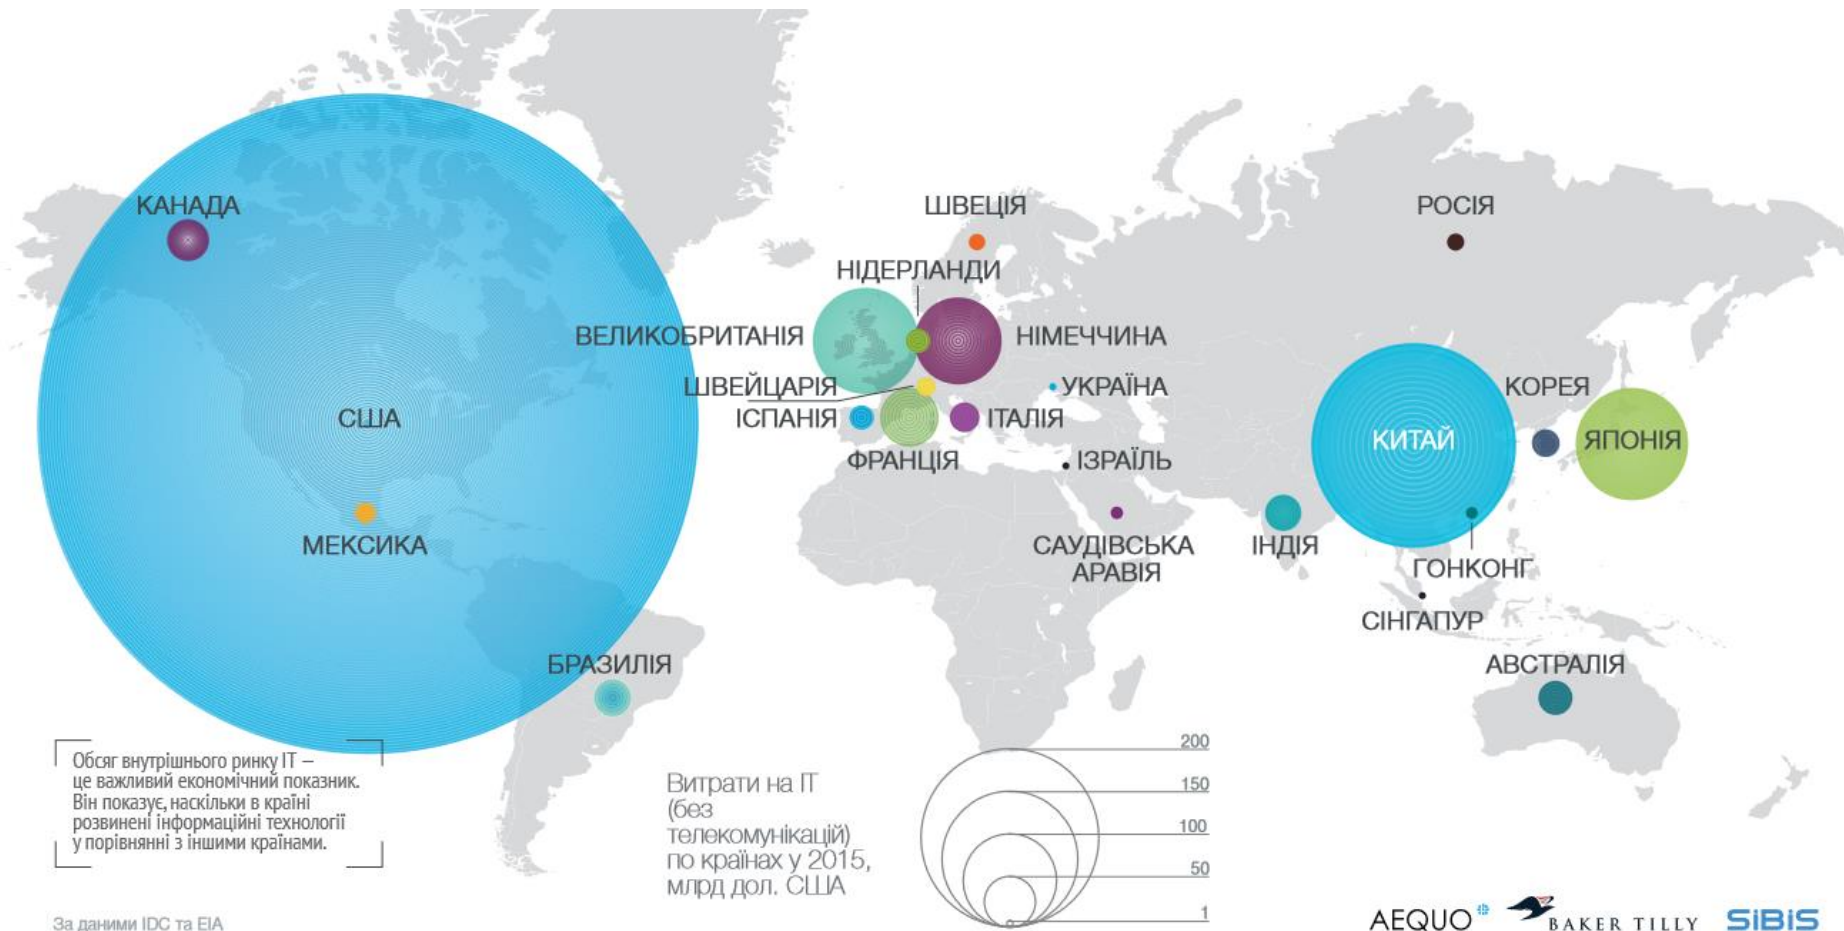 КАНАДА
ШВЕЦІЯ
РОСІЯ
НІДЕРЛАНДИ
ВЕЛИКОБРИТАНІЯ
НІМЕЧЧИНА
ШВЕЙЦАРІЯ
УКРАЇНА
КОРЕЯ
США
ІСПАНІЯ
ІТАЛІЯ
КИТАЙ
ЯПОНІЯ
ФРАНЦІЯ
ІЗРАЇЛЬ
МЕКСИКА
САУДІВСЬКА
АРАВІЯ
ІНДІЯ
ГОНКОНГ
СІНГАПУР
БРАЗИЛІЯ
АВСТРАЛІЯ
Обсяг внутрішнього ринку ІТ –
це важливий економічний показник.
Він показує, наскільки в країні
розвинені інформаційні технології
у порівнянні з іншими країнами.
Витрати на ІТ
(без
телекомунікацій)
по країнах у 2015,
млрд дол. США
200
150
100
50
1
За даними IDC та EIA
AEQUO
BAKER TILLY
SiBiS